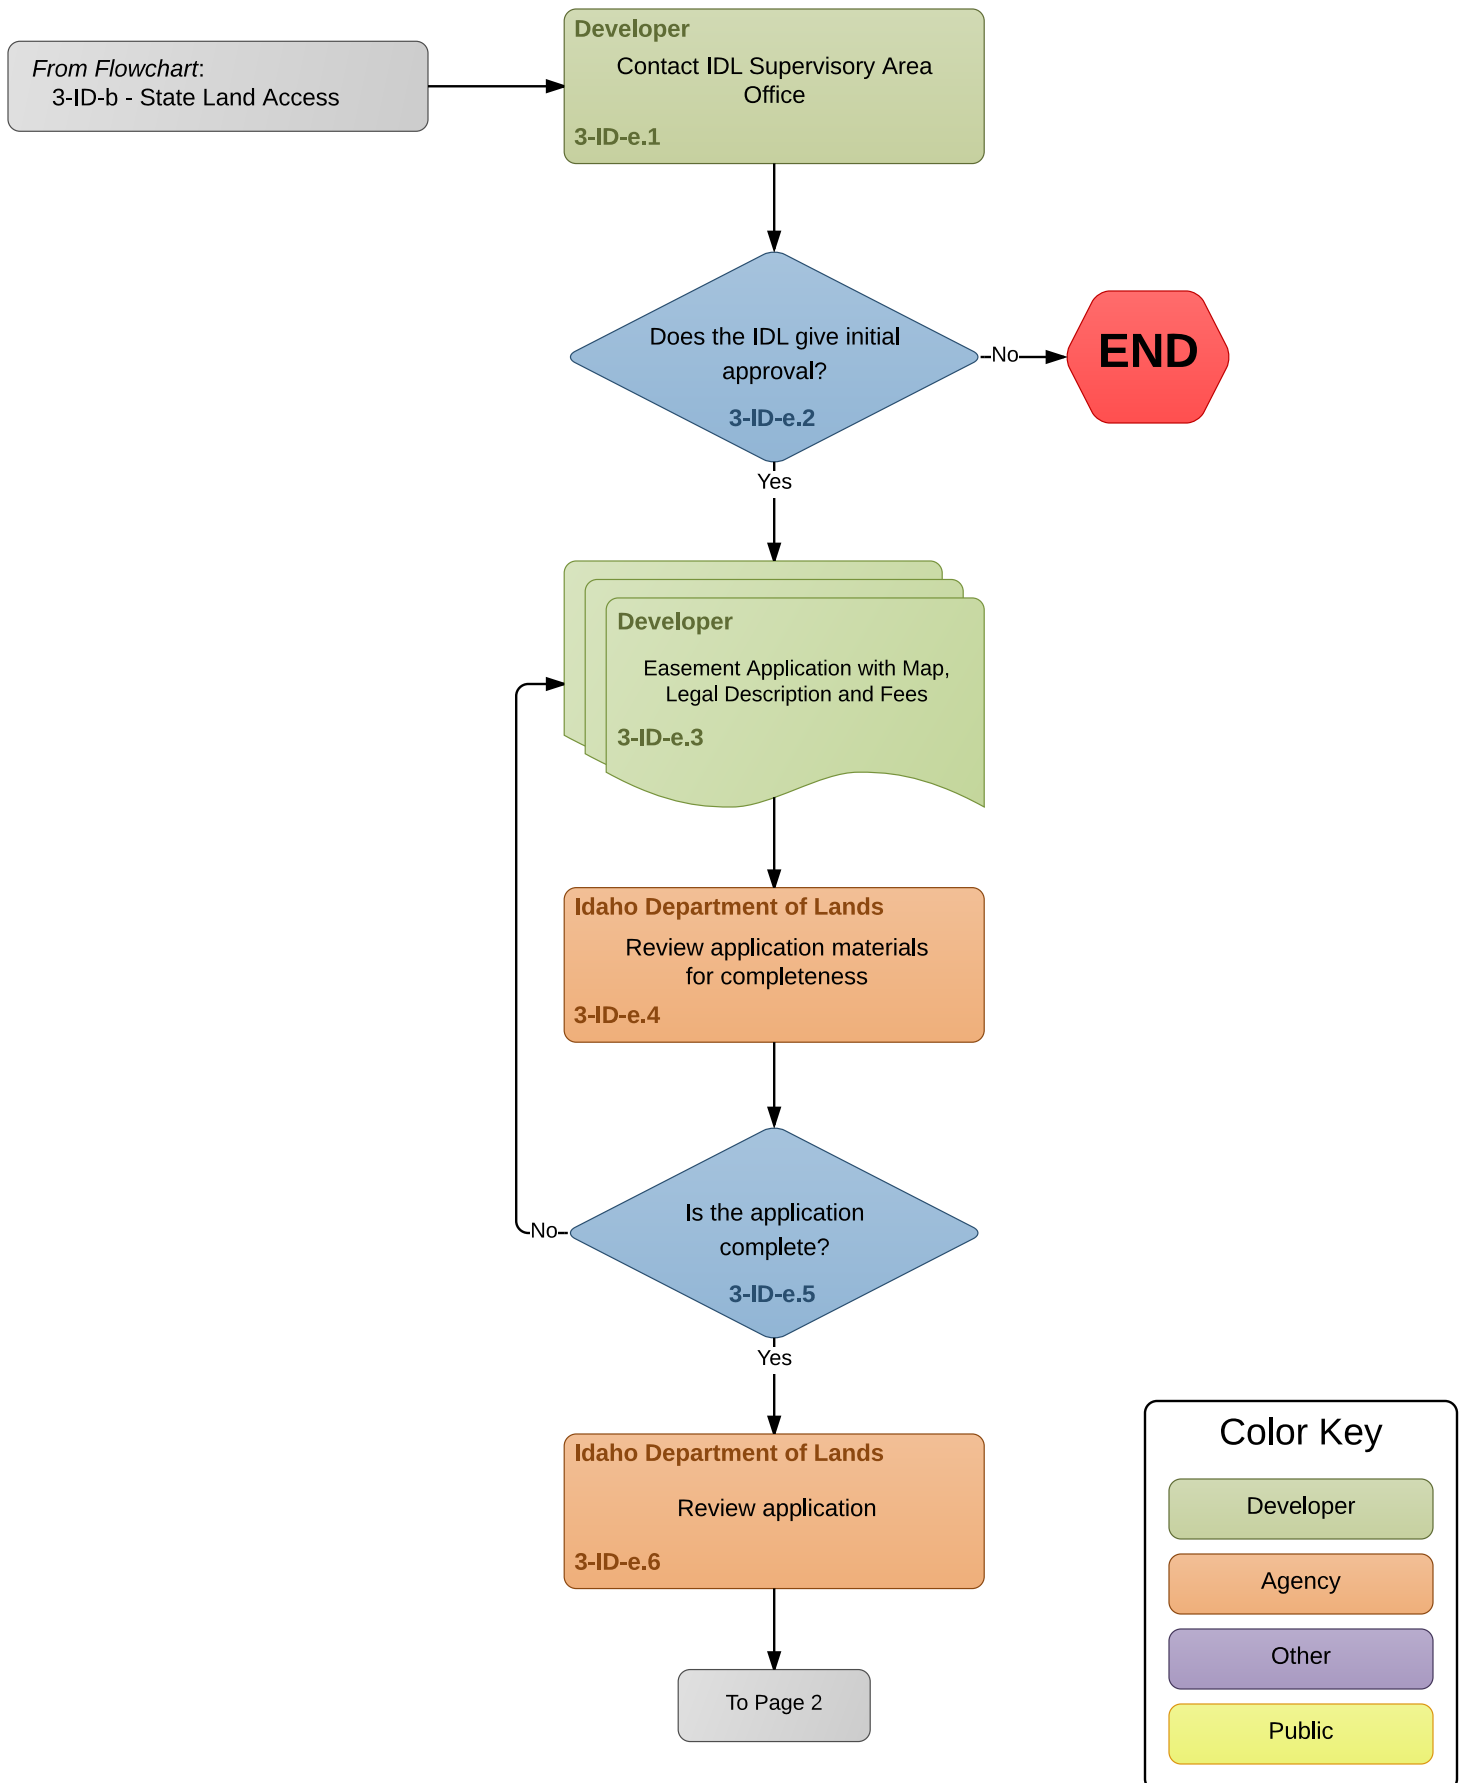 From Flowchart:
3-ID-b - State Land Access
Developer
Contact IDL Supervisory Area
Office
3-ID-e.1
Does the IDL give initial
approval?
3-ID-e.2
No
END
Yes
Developer
Easement Application with Map,
Legal Description and Fees
3-ID-e.3
Idaho Department of Lands
Review application materials
for completeness
3-ID-e.4
Is the application
complete?
3-ID-e.5
No
Yes
Idaho Department of Lands
Review application
3-ID-e.6
To Page 2
Color Key
Developer
Agency
Other
Public